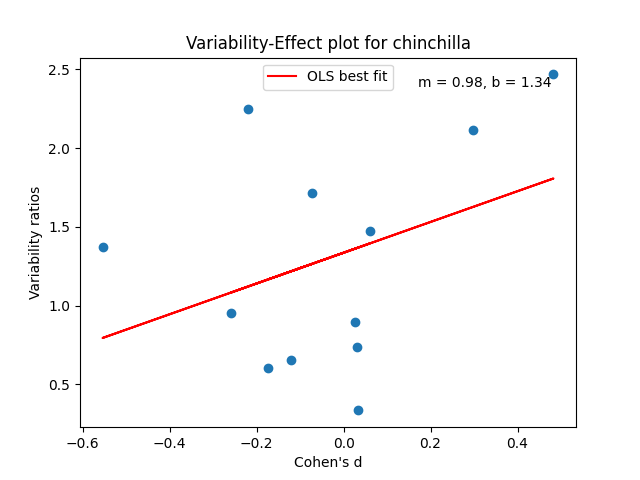 Variability-Effect plot for chinchilla
OLS best fit
m = 0.98, b = 1.34
Variability ratios
2.5
2.0
1.5
1.0
0.5
−0.6
−0.4
−0.2
0.0
0.2
0.4
Cohen's d